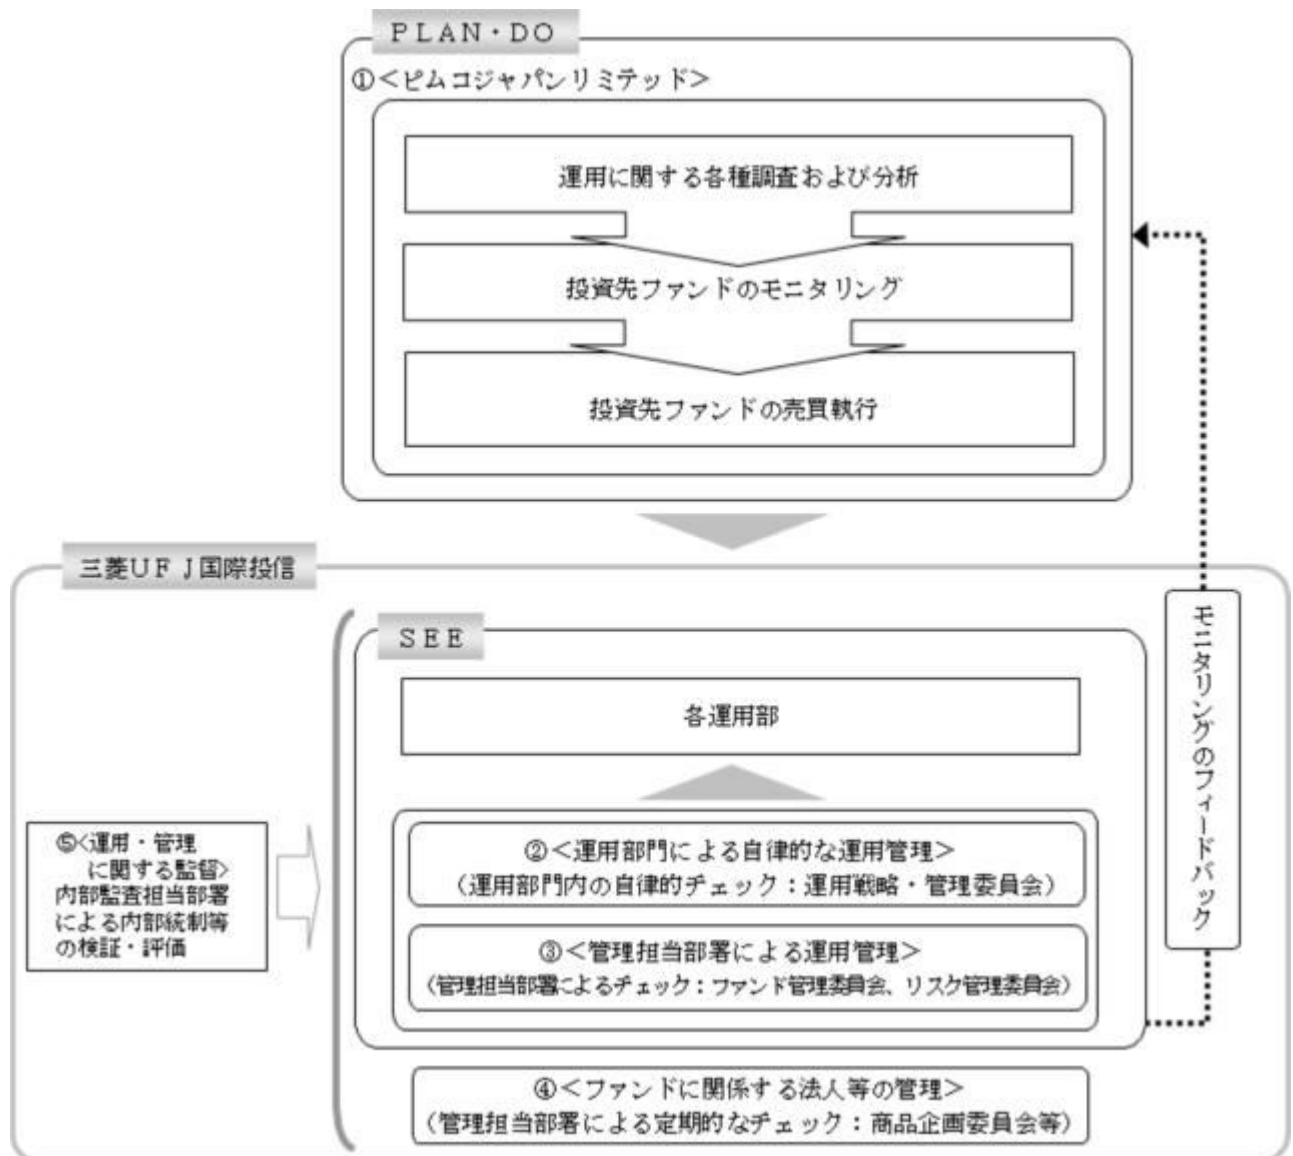 ＰＬＡＮ・ＤＯ
①＜ピムコジャパンリミテッド＞
運用に関する各種調査および分析
投資先ファンドのモニタリング
投資先ファンドの売買執行
三菱ＵＦＪ国際投信
ＳＥＥ
各運用部
②＜運用部門による自律的な運用管理＞
（運用部門内の自律的チェック：運用戦略・管理委員会）
③＜管理担当部署による運用管理＞
（管理担当部署によるチェック：ファンド管理委員会、リスク管理委員会）
④＜ファンドに関係する法人等の管理＞
（管理担当部署による定期的なチェック：商品企画委員会等）
⑤＜運用・管理
に関する監督＞
内部監査担当部署
による内部統制等
の検証・評価
モニタリングのフィードバック